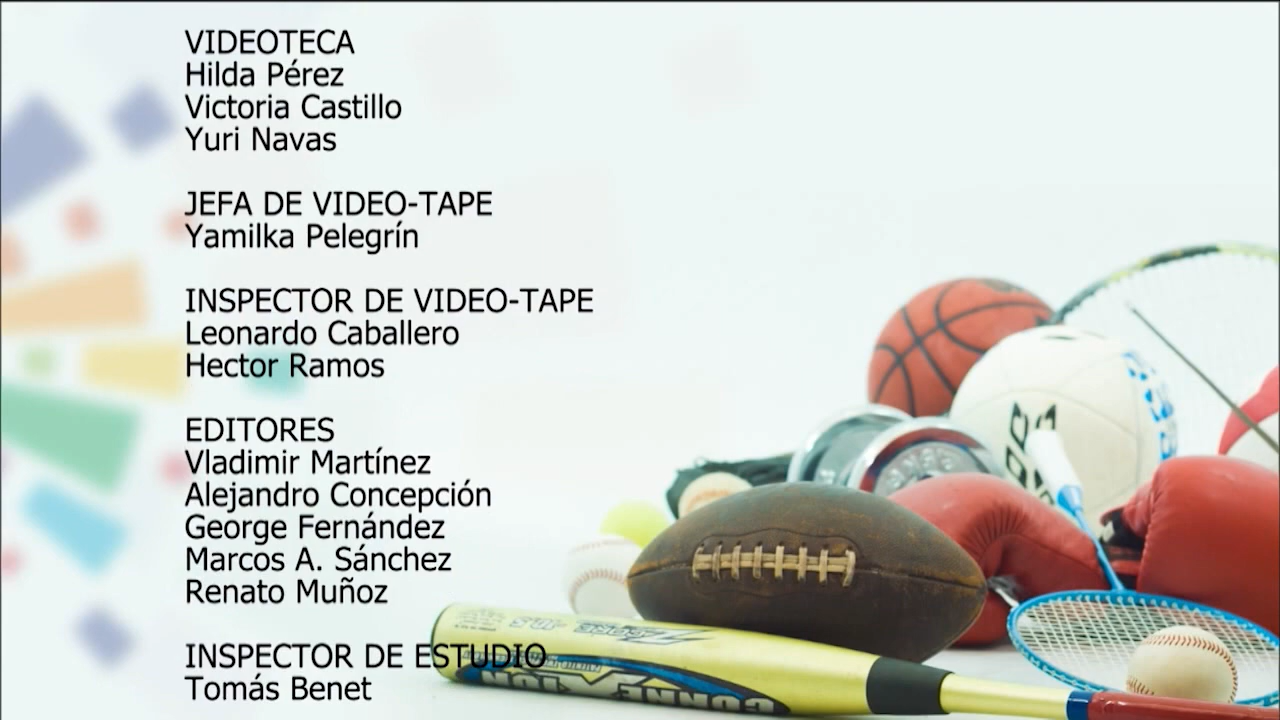 VIDEOTECA
Hilda Pérez
Victoria Castillo
Yuri Navas
JEFA DE VIDEO-TAPE
Yamilka Pelegrín
INSPECTOR DE VIDEO-TAPE
Leonardo Caballero
Hector Ramos
EDITORES
Vladimir Martínez
Alejandro Concepción
George Fernández
Marcos A. Sánchez
Renato Muñoz
INSPECTOR DE ESTUDIO
Tomás Benet